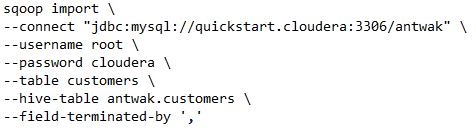 sqoop import \
--connect "jdbc:mysql://quickstart.cloudera:3306/antwak" \
--username root \
--password cloudera \
--table customers \
--hive-table antwak.customers \
--field-terminated-by ','